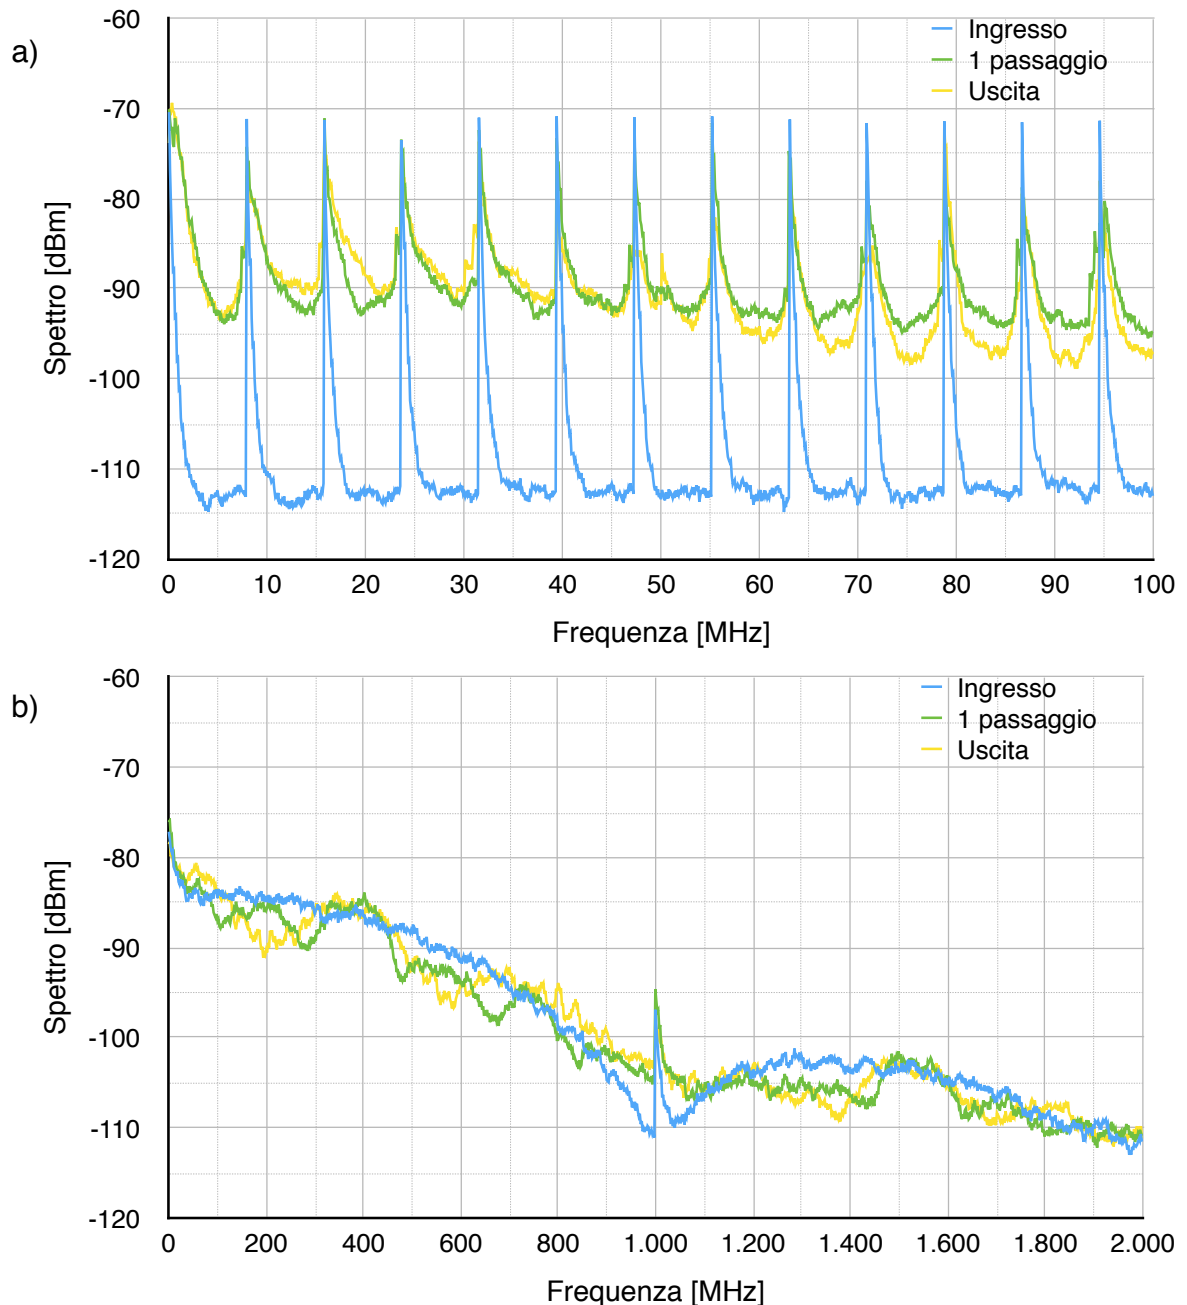 a)
-60
-70
-80
-90
-100
-110
-120
Spettro [dBm]
Ingresso
1 passaggio
Uscita
0 10 20 30 40 50 60 70 80 90 100
Frequenza [MHz]
b)
-60
-70
-80
-90
-100
-110
-120
Spettro [dBm]
Ingresso
1 passaggio
Uscita
0 200 400 600 800 1.000 1.200 1.400 1.600 1.800 2.000
Frequenza [MHz]